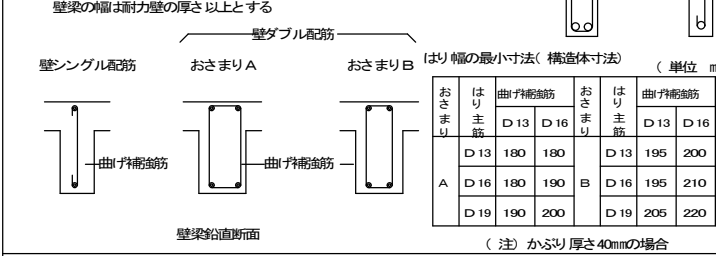 壁梁の幅は耐力壁の厚さ以上とする
壁ダブル配筋
壁シングル配筋 おさまりA おさまりB
曲げ補強筋 曲げ補強筋
壁梁鉛直断面
はり幅の最小寸法(構造体寸法) (単位 m
おさまり はり主筋 曲げ補強筋 おさまり はり主筋 曲げ補強筋
D13 D16 D13 D16
D13 180 180 D13 195 200
A D16 180 190 B D16 195 210
D19 190 200 D19 205 220
(注) かぶり厚さ40mmの場合